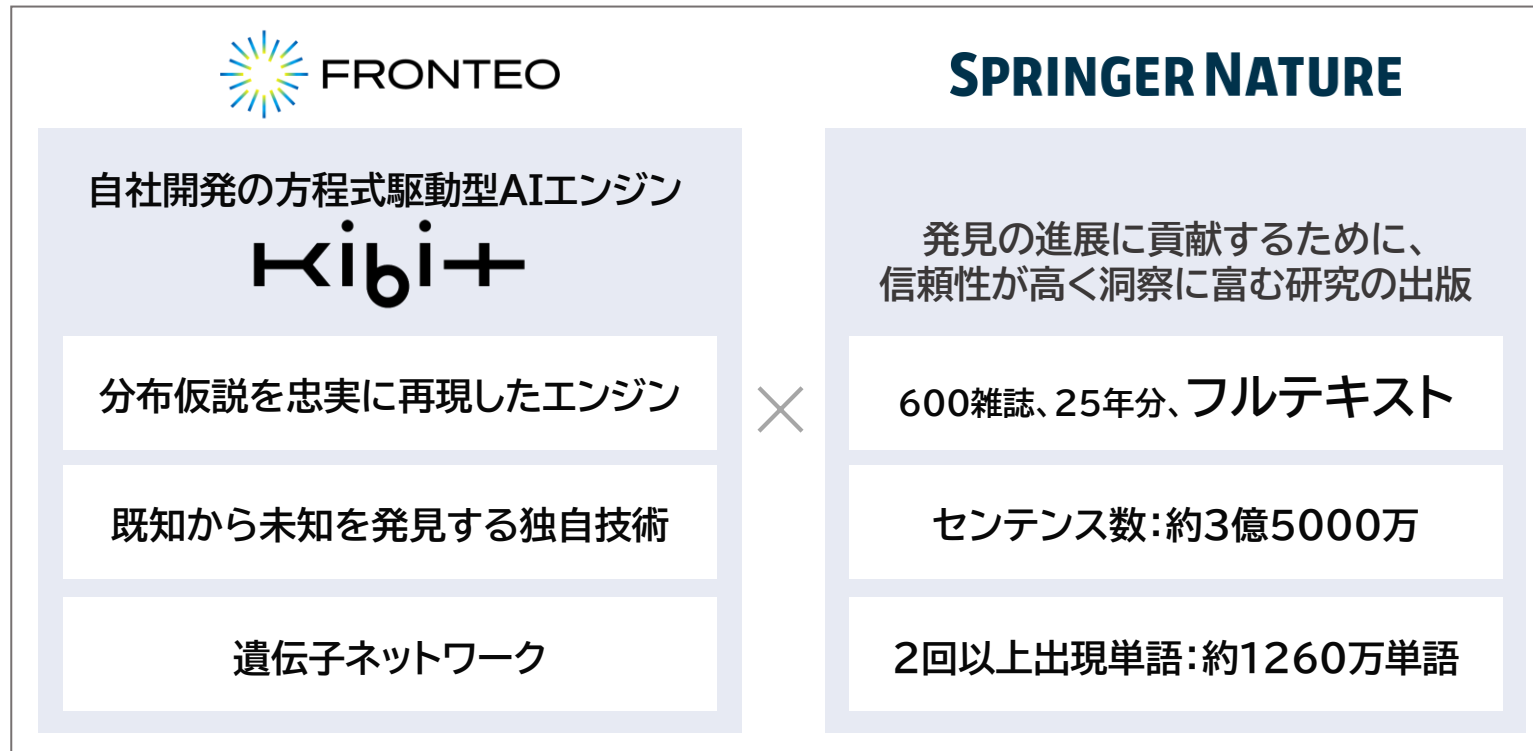 FRONTEO
自社開発の方程式駆動型AIエンジン
KIBIT
分布仮説を忠実に再現したエンジン
既知から未知を発見する独自技術
遺伝子ネットワーク
×
SPRINGER NATURE
発見の進展に貢献するために、
信頼性が高く洞察に富む研究の出版
600雑誌、25年分、フルテキスト
センテンス数：約3億5000万
2回以上出現単語：約1260万単語